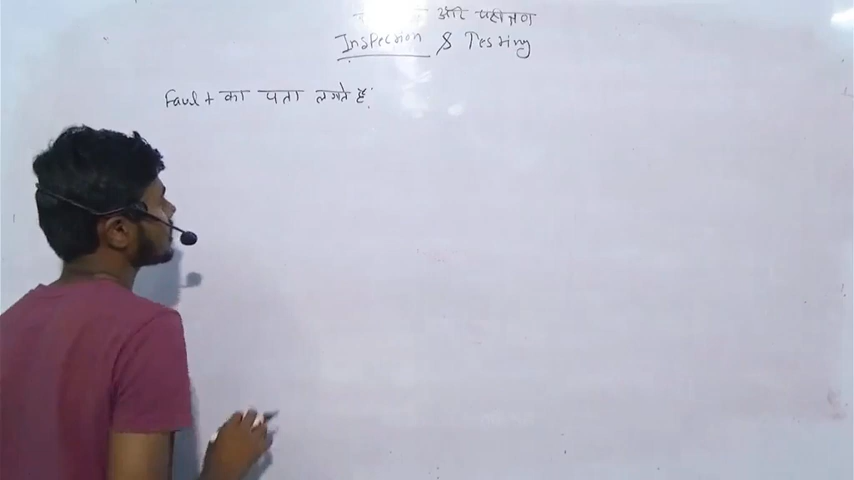 और परीक्षण
Inspection & Testing
Fault का पता लगाते हैं